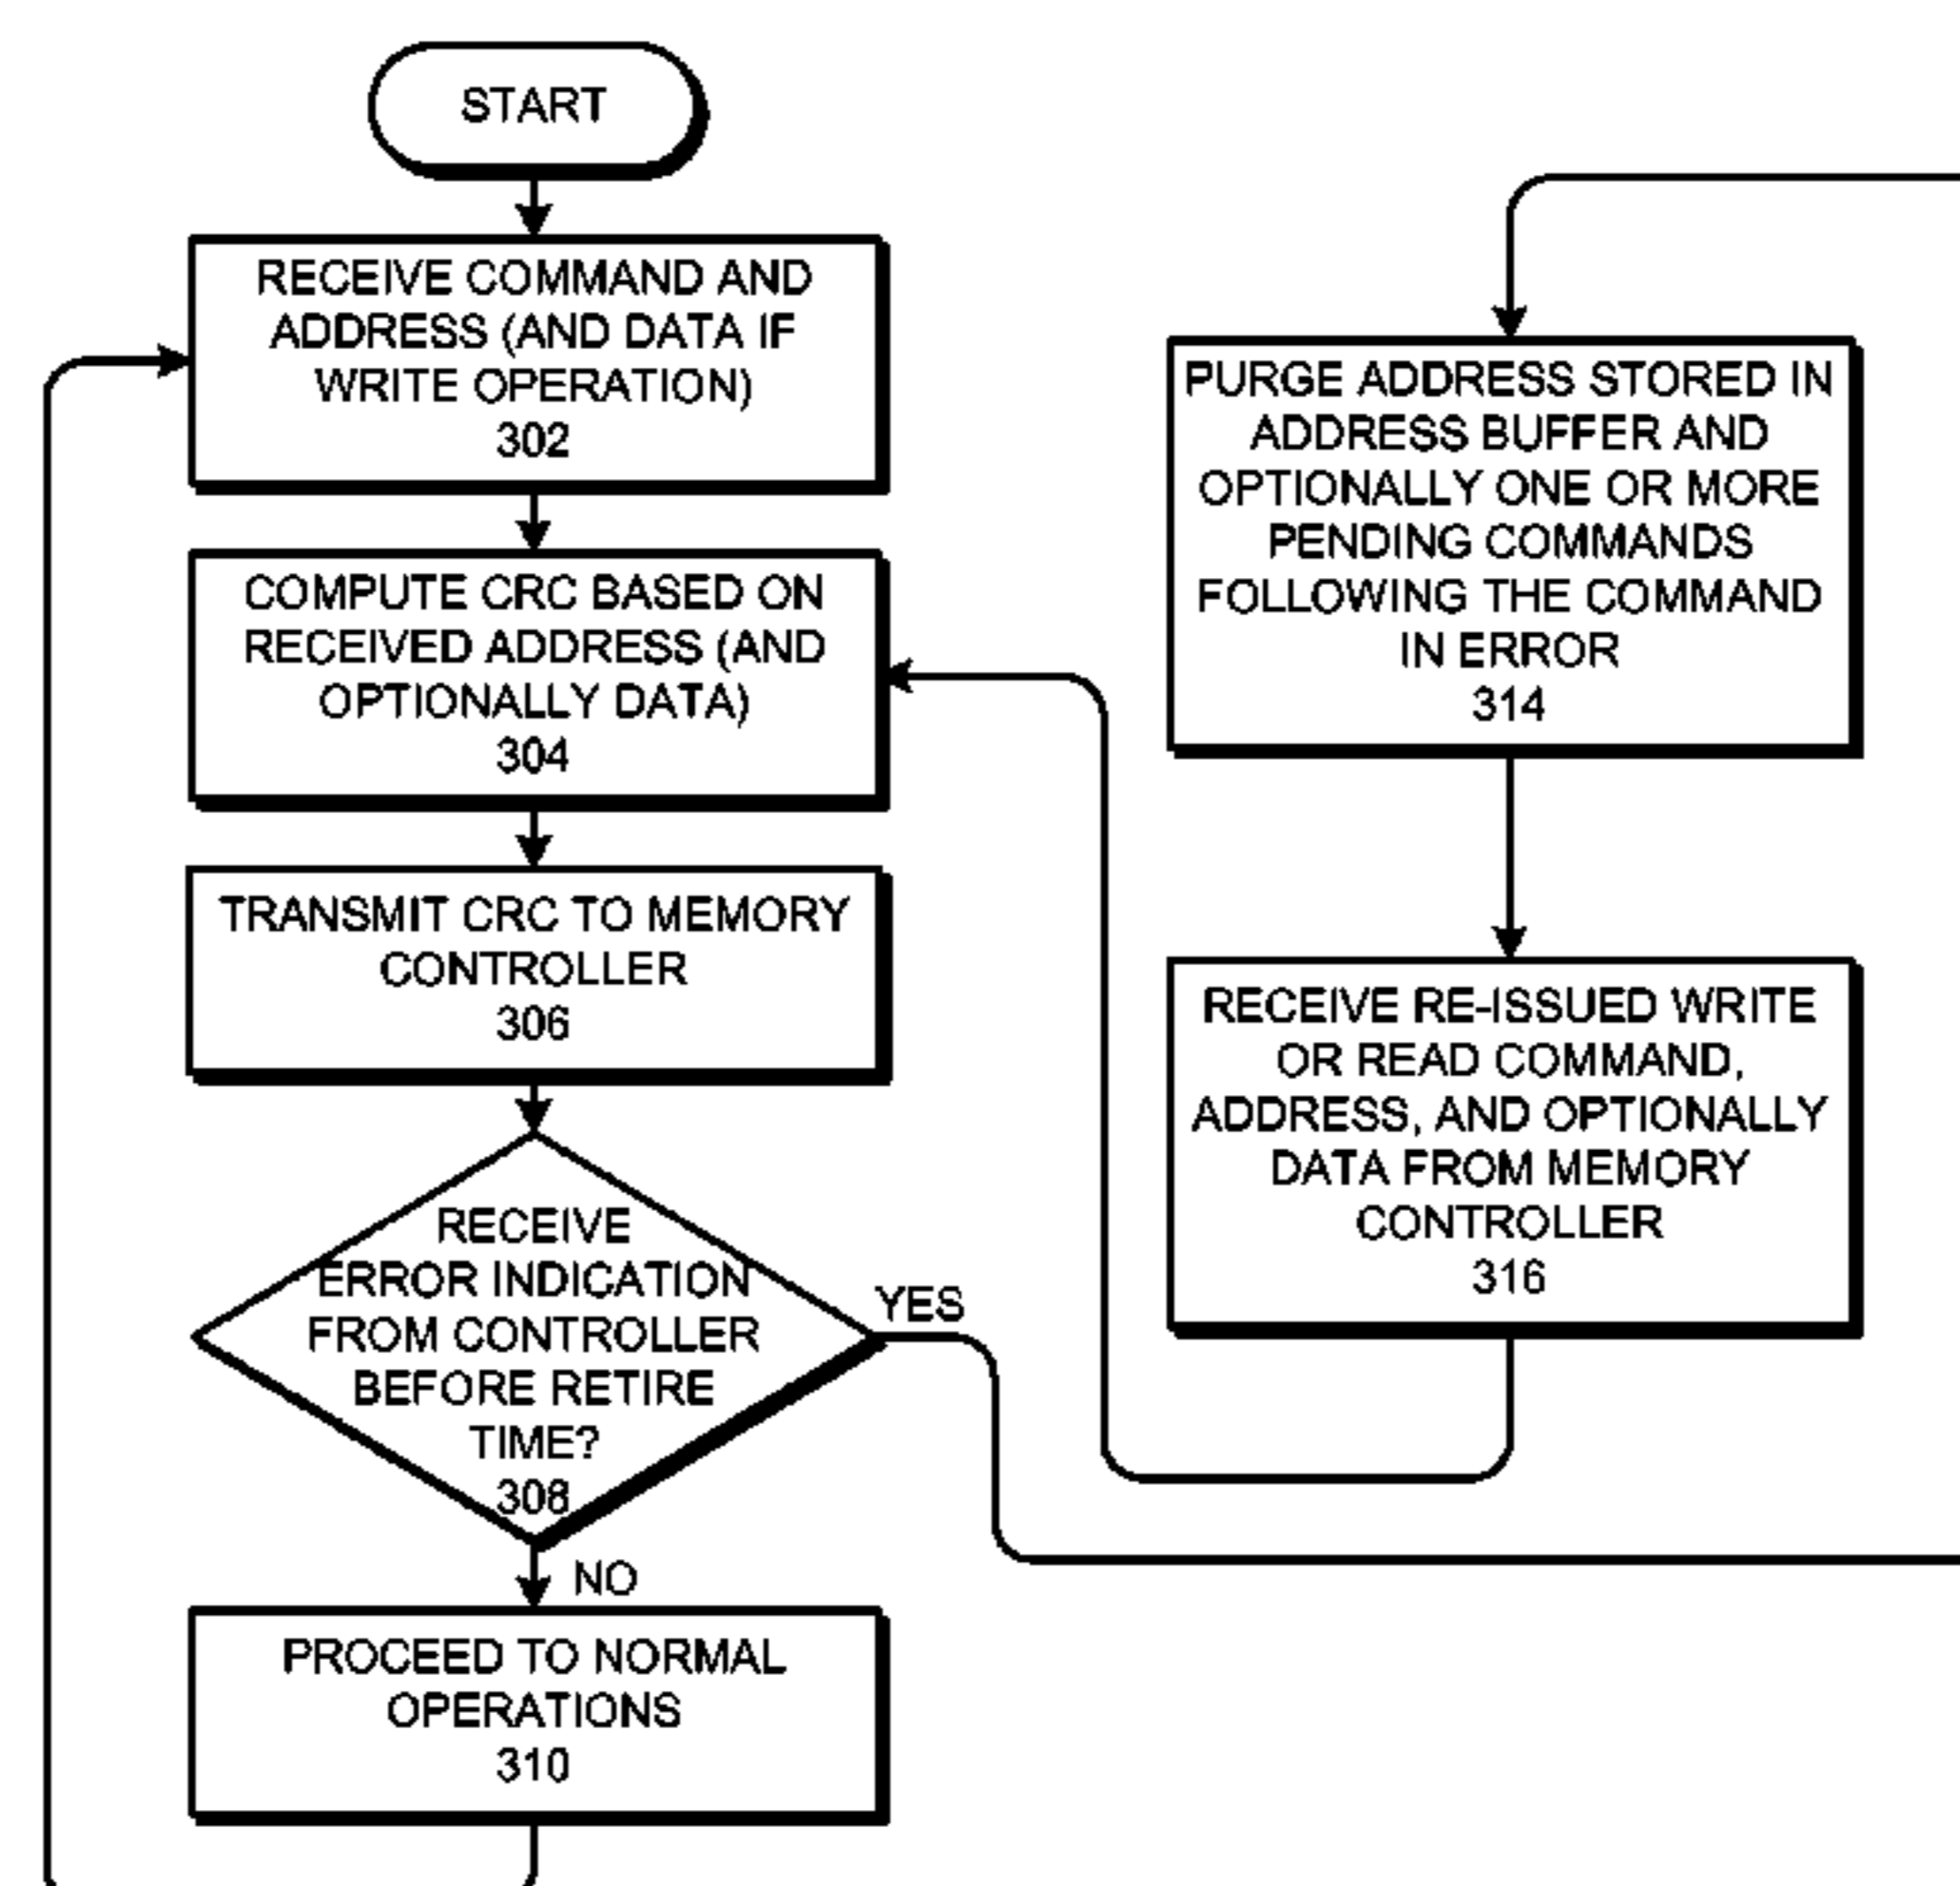 START
RECEIVE COMMAND AND
ADDRESS (AND DATA IF
WRITE OPERATION)
302
COMPUTE CRC BASED ON
RECEIVED ADDRESS (AND
OPTIONALLY DATA)
304
TRANSMIT CRC TO MEMORY
CONTROLLER
306
RECEIVE
ERROR INDICATION
FROM CONTROLLER
BEFORE RETIRE
TIME?
308
YES
NO
PROCEED TO NORMAL
OPERATIONS
310
PURGE ADDRESS STORED IN
ADDRESS BUFFER AND
OPTIONALLY ONE OR MORE
PENDING COMMANDS
FOLLOWING THE COMMAND
IN ERROR
314
RECEIVE RE-ISSUED WRITE
OR READ COMMAND,
ADDRESS, AND OPTIONALLY
DATA FROM MEMORY
CONTROLLER
316